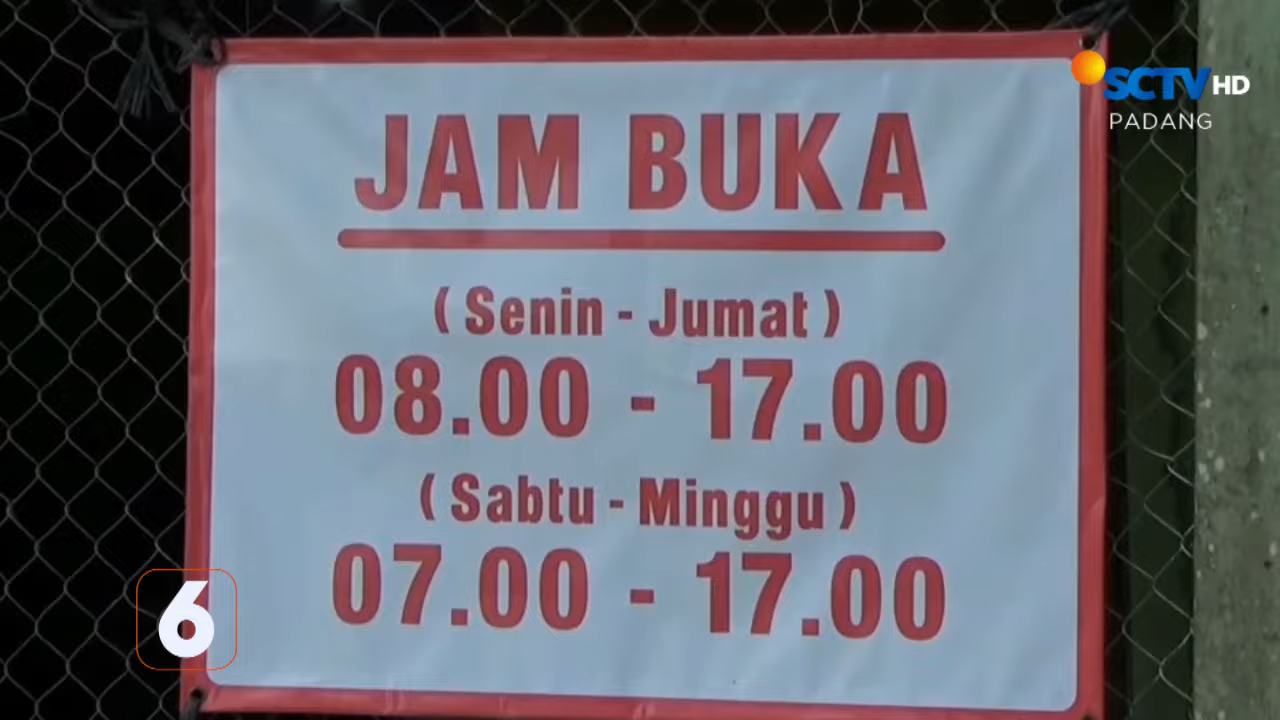 SCTV HD
PADANG
JAM BUKA
( Senin - Jumat )
08.00 - 17.00
( Sabtu - Minggu )
07.00 - 17.00
6